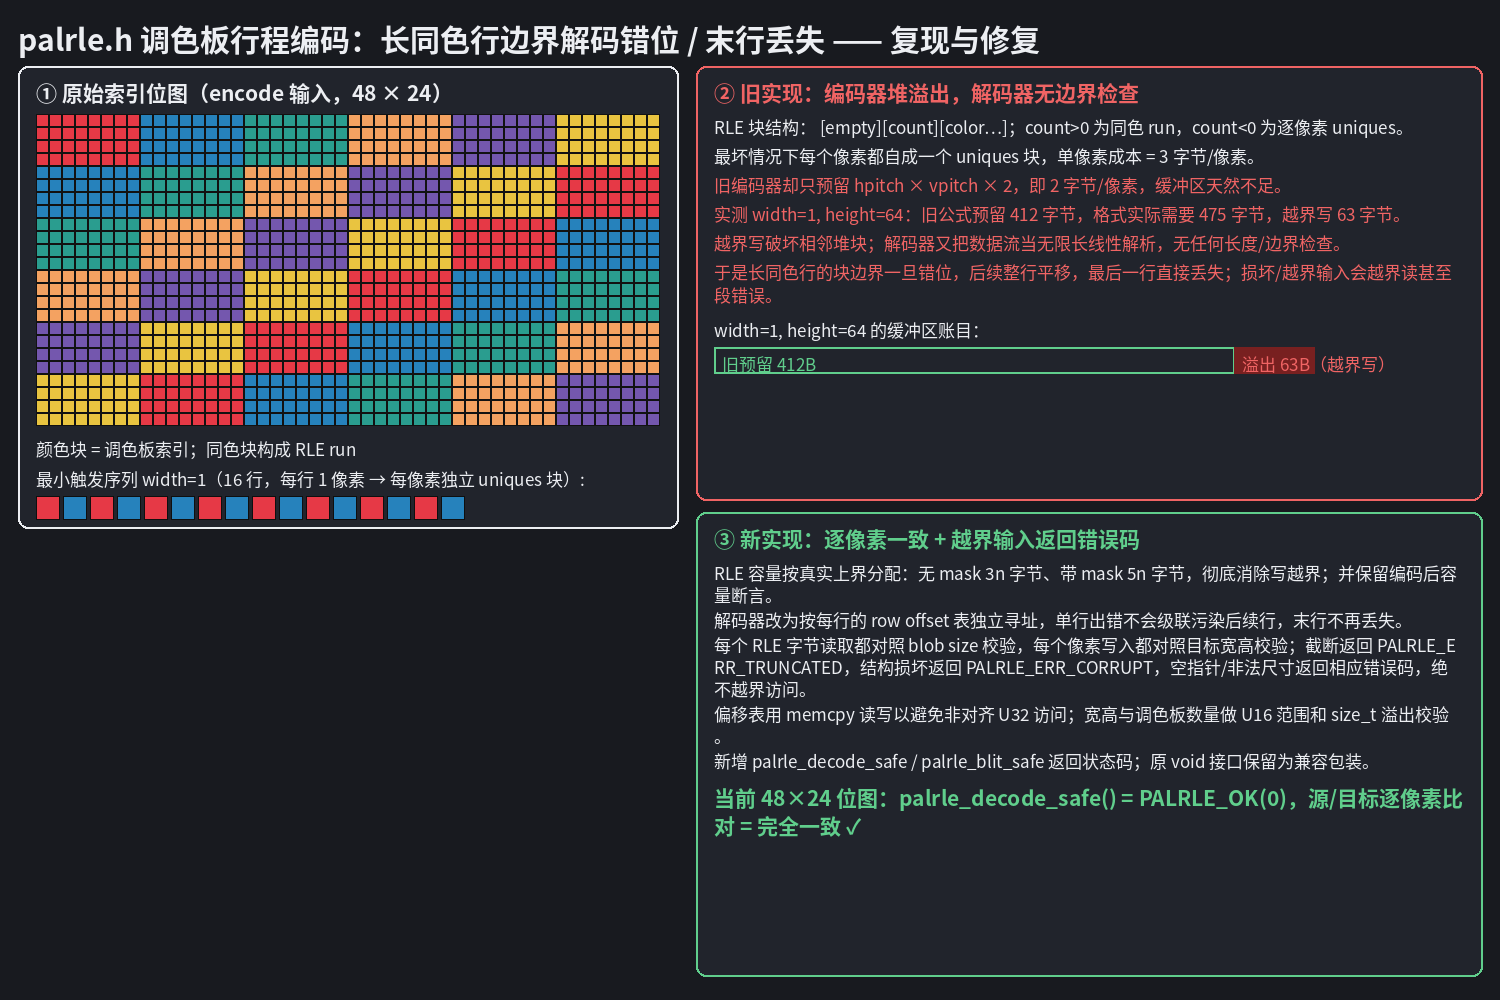 palrle.h 调色板行程编码：长同色行边界解码错位 / 末行丢失 —— 复现与修复
① 原始索引位图（encode 输入，48 × 24）
颜色块 = 调色板索引；同色块构成 RLE run
最小触发序列 width=1（16 行，每行 1 像素 → 每像素独立 uniques 块）:
② 旧实现：编码器堆溢出，解码器无边界检查
RLE 块结构： [empty][count][color…]；count>0 为同色 run，count<0 为逐像素 uniques。
最坏情况下每个像素都自成一个 uniques 块，单像素成本 = 3 字节/像素。
旧编码器却只预留 hpitch × vpitch × 2，即 2 字节/像素，缓冲区天然不足。
实测 width=1, height=64：旧公式预留 412 字节，格式实际需要 475 字节，越界写 63 字节。
越界写破坏相邻堆块；解码器又把数据流当无限长线性解析，无任何长度/边界检查。
于是长同色行的块边界一旦错位，后续整行平移，最后一行直接丢失；损坏/越界输入会越界读甚至
段错误。
width=1, height=64 的缓冲区账目：
旧预留 412B
溢出 63B（越界写）
③ 新实现：逐像素一致 + 越界输入返回错误码
RLE 容量按真实上界分配：无 mask 3n 字节、带 mask 5n 字节，彻底消除写越界；并保留编码后容
量断言。
解码器改为按每行的 row offset 表独立寻址，单行出错不会级联污染后续行，末行不再丢失。
每个 RLE 字节读取都对照 blob size 校验，每个像素写入都对照目标宽高校验；截断返回 PALRLE_E
RR_TRUNCATED，结构损坏返回 PALRLE_ERR_CORRUPT，空指针/非法尺寸返回相应错误码，绝
不越界访问。
偏移表用 memcpy 读写以避免非对齐 U32 访问；宽高与调色板数量做 U16 范围和 size_t 溢出校验
。
新增 palrle_decode_safe / palrle_blit_safe 返回状态码；原 void 接口保留为兼容包装。
当前 48×24 位图：palrle_decode_safe() = PALRLE_OK(0)，源/目标逐像素比
对 = 完全一致 ✓